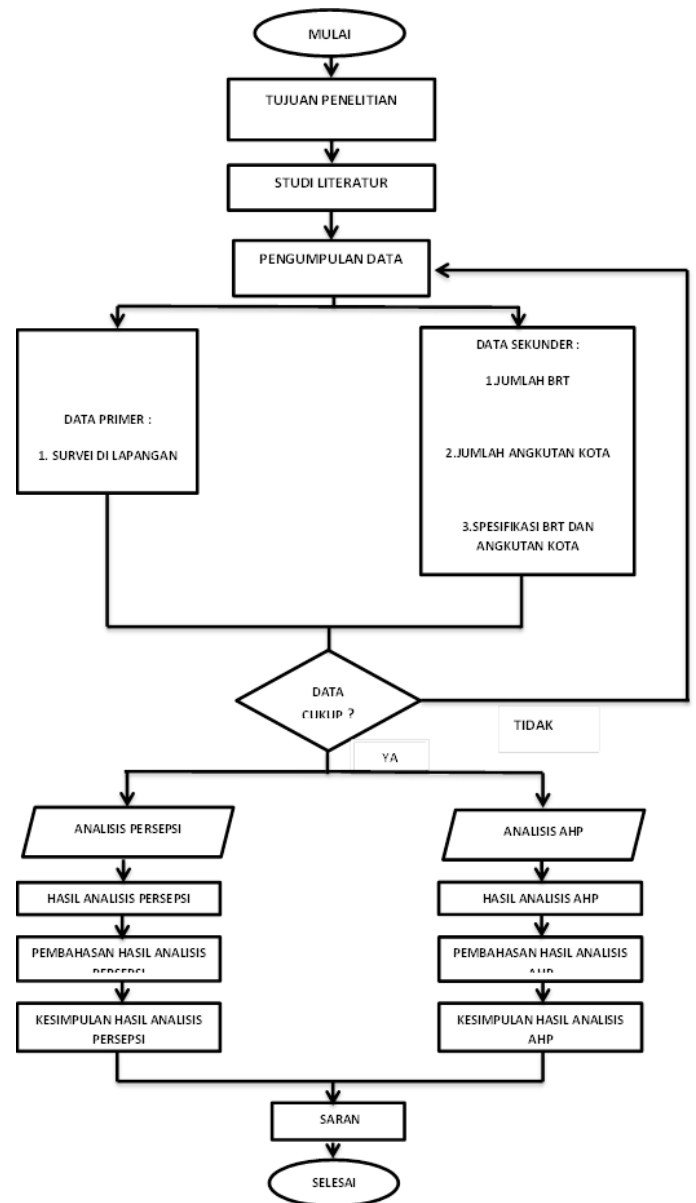 MULAI
TUJUAN PENELITIAN
STUDI LITERATUR
PENGUMPULAN DATA
DATA PRIMER :
1. SURVEI DI LAPANGAN
DATA SEKUNDER :
1.JUMLAH BRT
2.JUMLAH ANGKUTAN KOTA
3.SPESIFIKASI BRT DAN
ANGKUTAN KOTA
DATA
CUKUP ?
TIDAK
YA
ANALISIS PERSEPSI
HASIL ANALISIS PERSEPSI
PEMBAHASAN HASIL ANALISIS
PERSEPSI
KESIMPULAN HASIL ANALISIS
PERSEPSI
ANALISIS AHP
HASIL ANALISIS AHP
PEMBAHASAN HASIL ANALISIS
AHP
KESIMPULAN HASIL ANALISIS
AHP
SARAN
SELESAI